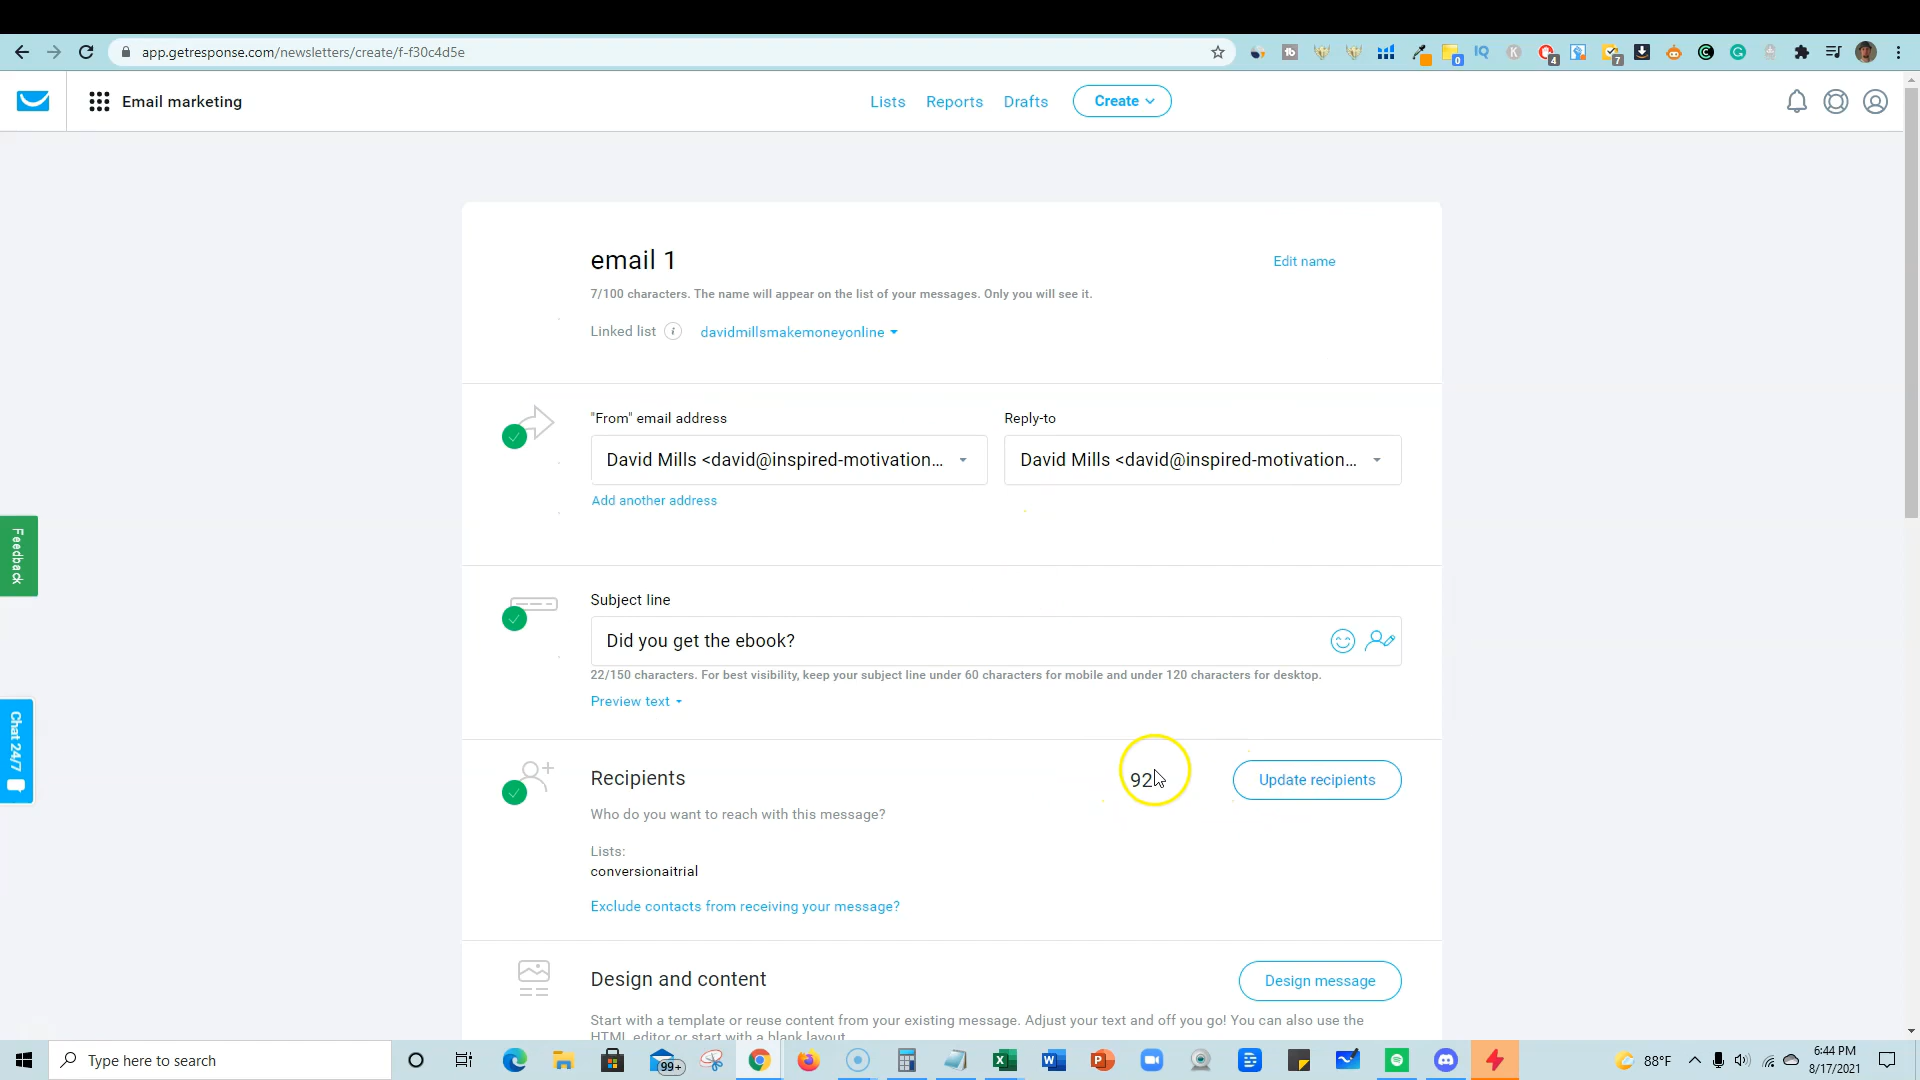 app.getresponse.com/newsletters/create/f-f30c4d5e
Email marketing
Lists
Reports
Drafts
Create
email 1
Edit name
7/100 characters. The name will appear on the list of your messages. Only you will see it.
Linked list
davidmillsmakemoneyonline
"From" email address
Reply-to
David Mills <david@inspired-motivation...
David Mills <david@inspired-motivation...
Add another address
Feedback
Subject line
Did you get the ebook?
22/150 characters. For best visibility, keep your subject line under 60 characters for mobile and under 120 characters for desktop.
Preview text
Chat 24/7
Recipients
92
Update recipients
Who do you want to reach with this message?
Lists:
conversionaitrial
Exclude contacts from receiving your message?
Design and content
Design message
Start with a template or reuse content from your existing message. Adjust your text and off you go! You can also use the
HTML editor or start with a blank layout
Type here to search
99+
88°F
6:44 PM
8/17/2021